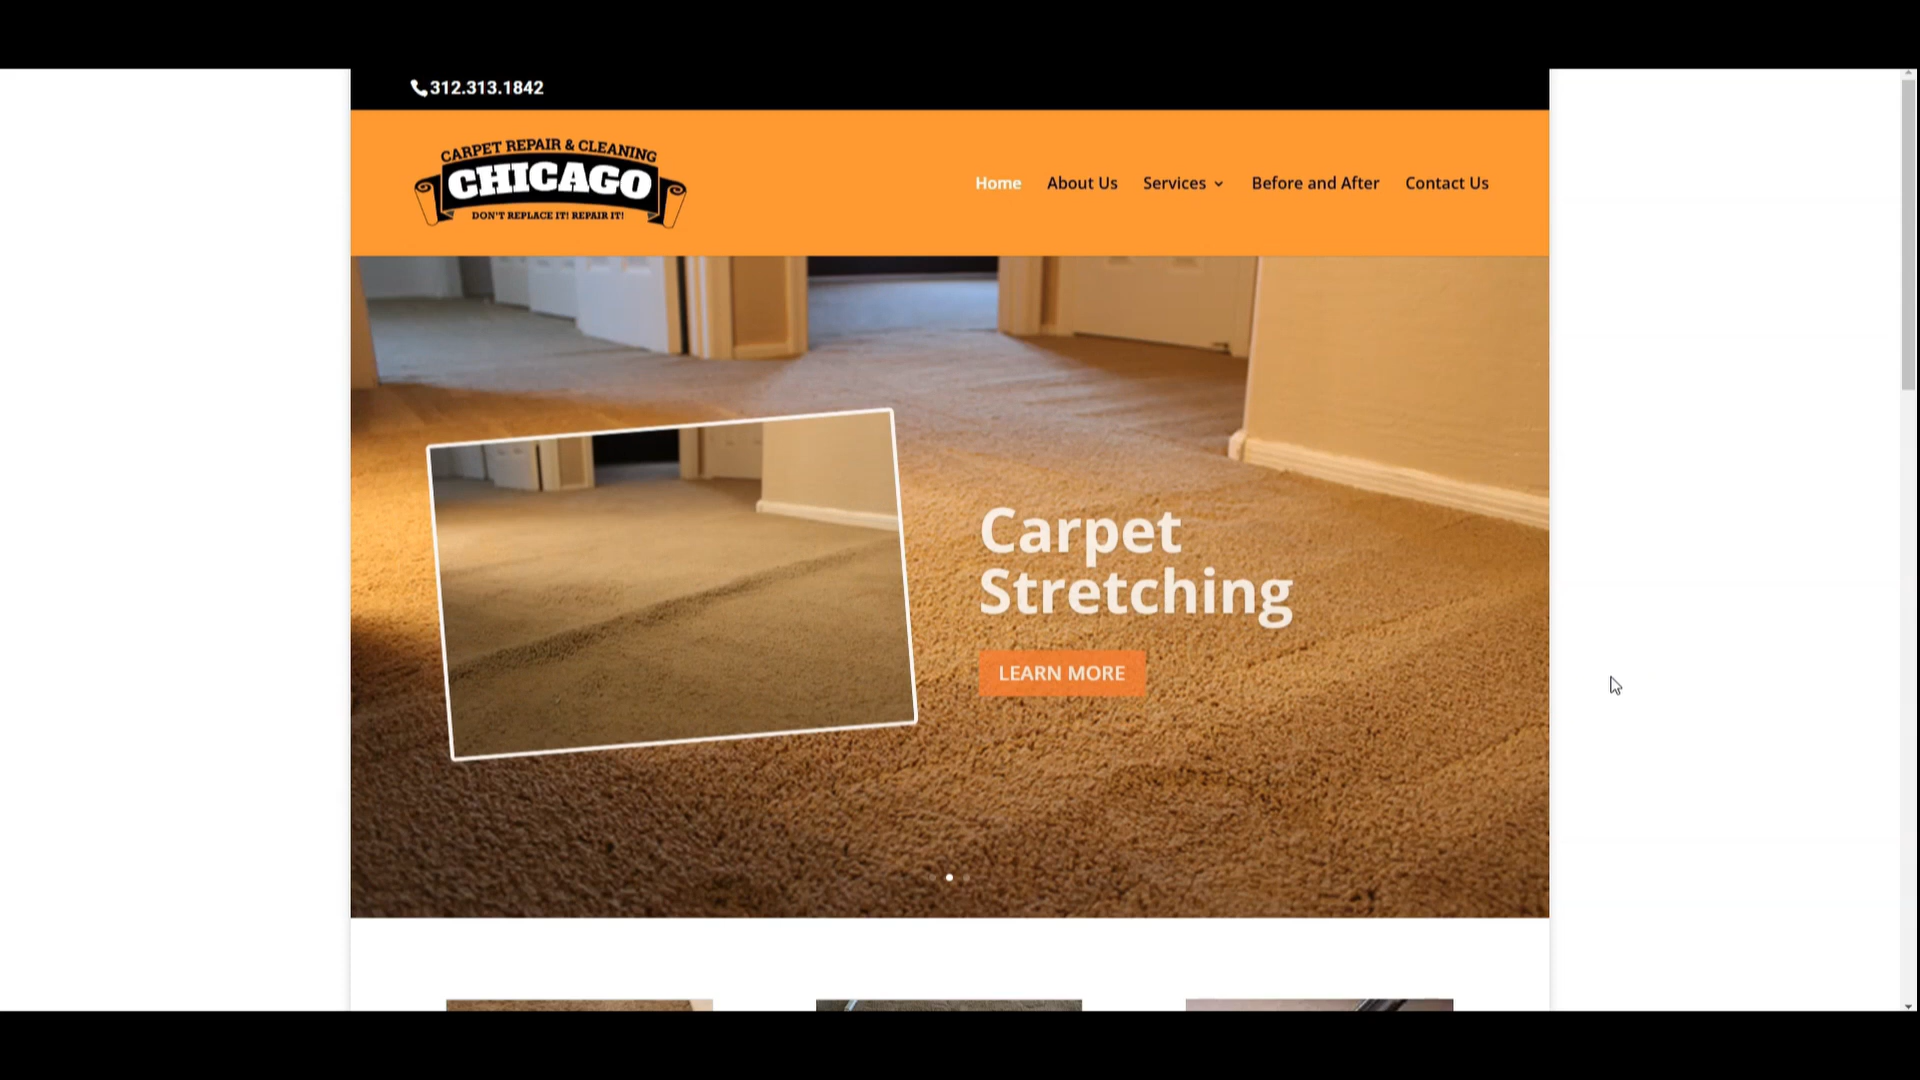 312.313.1842
CARPET REPAIR & CLEANING
CHICAGO
DON'T REPLACE IT! REPAIR IT!
Home About Us Services Before and After Contact Us
Carpet
Stretching
LEARN MORE